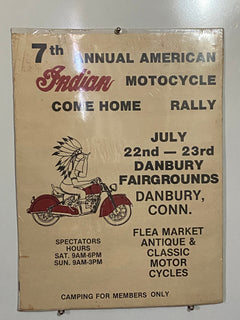 7th ANNUAL AMERICAN
Indian MOTOCYCLE
COME HOME RALLY
JULY
22nd — 23rd
DANBURY
FAIRGROUNDS
DANBURY,
CONN.
SPECTATORS
HOURS
SAT. 9AM-6PM
SUN. 9AM-3PM
FLEA MARKET
ANTIQUE &
CLASSIC
MOTOR
CYCLES
CAMPING FOR MEMBERS ONLY